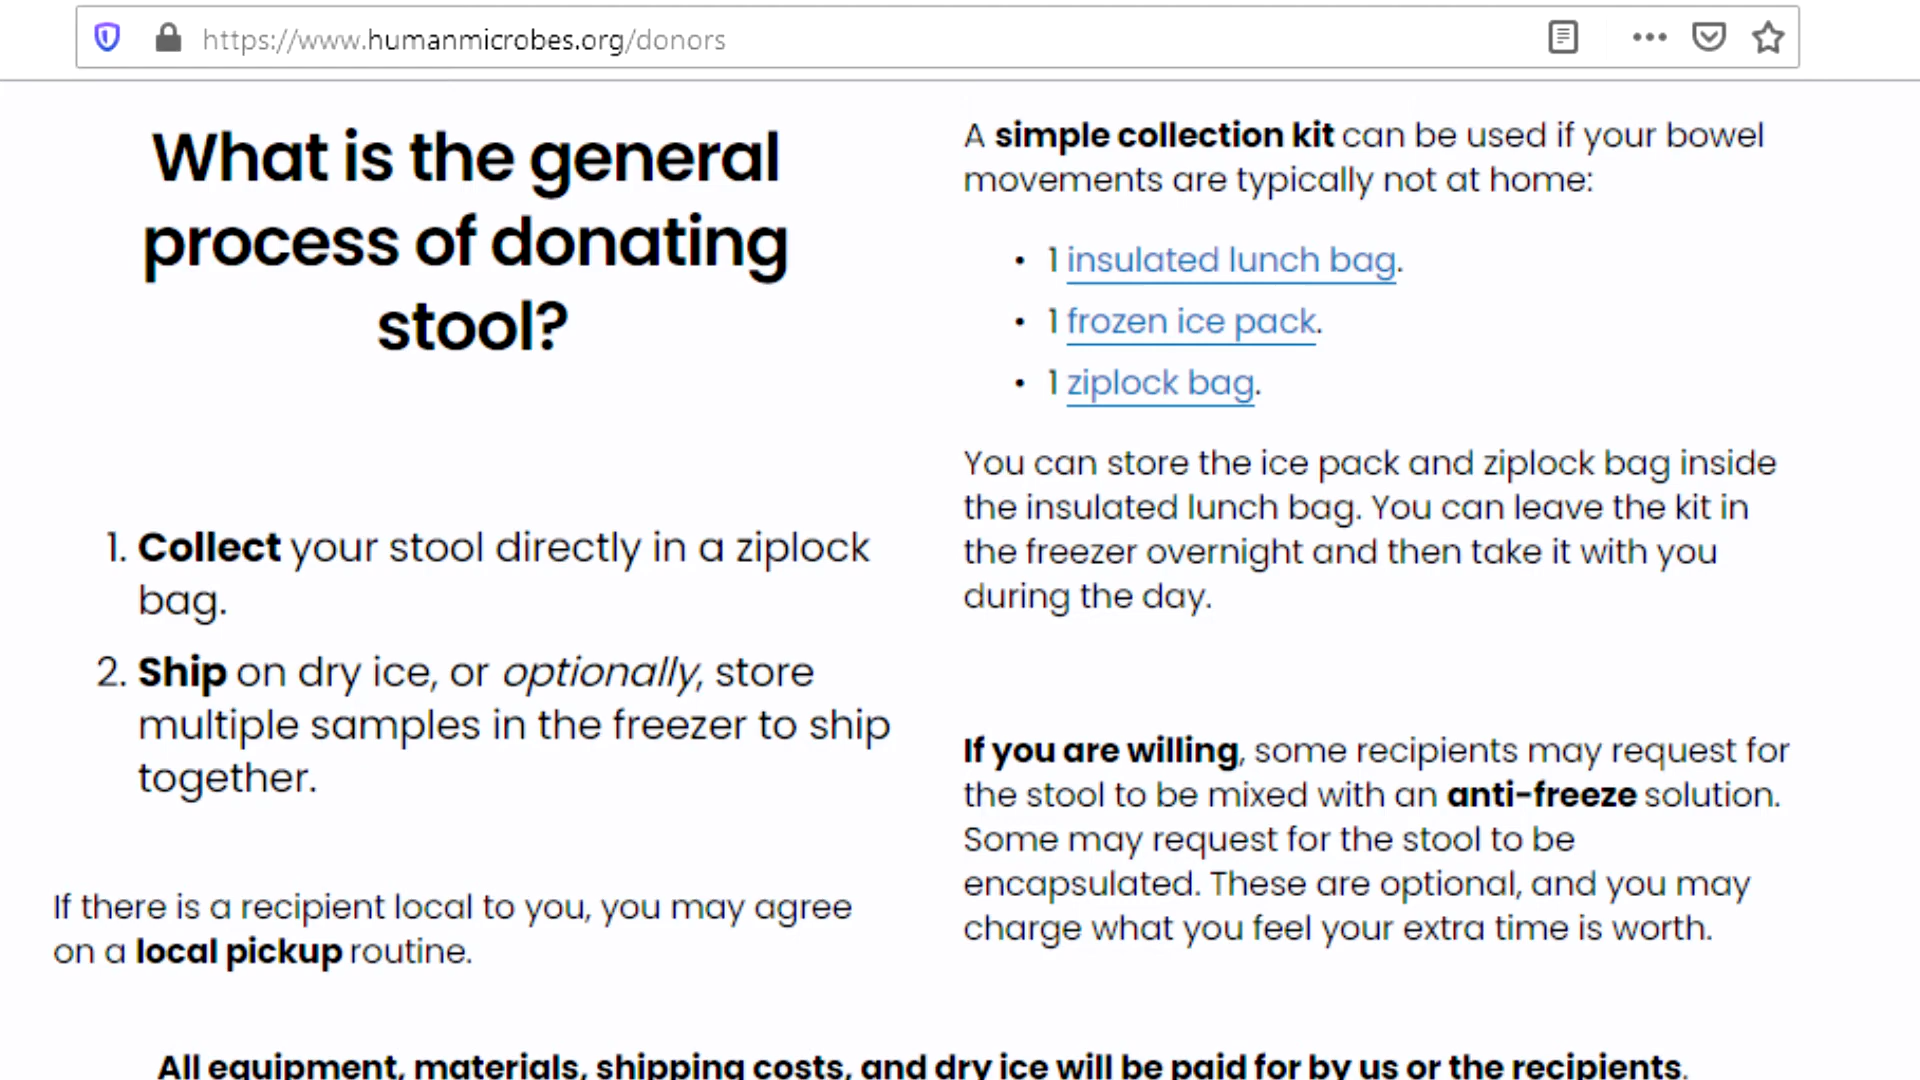 https://www.humanmicrobes.org/donors
What is the general
process of donating
stool?
1. Collect your stool directly in a ziplock
bag.
2. Ship on dry ice, or optionally, store
multiple samples in the freezer to ship
together.
If there is a recipient local to you, you may agree
on a local pickup routine.
A simple collection kit can be used if your bowel
movements are typically not at home:
• 1 insulated lunch bag.
• 1 frozen ice pack.
• 1 ziplock bag.
You can store the ice pack and ziplock bag inside
the insulated lunch bag. You can leave the kit in
the freezer overnight and then take it with you
during the day.
If you are willing, some recipients may request for
the stool to be mixed with an anti-freeze solution.
Some may request for the stool to be
encapsulated. These are optional, and you may
charge what you feel your extra time is worth.
All equipment, materials, shipping costs, and dry ice will be paid for by us or the recipients.